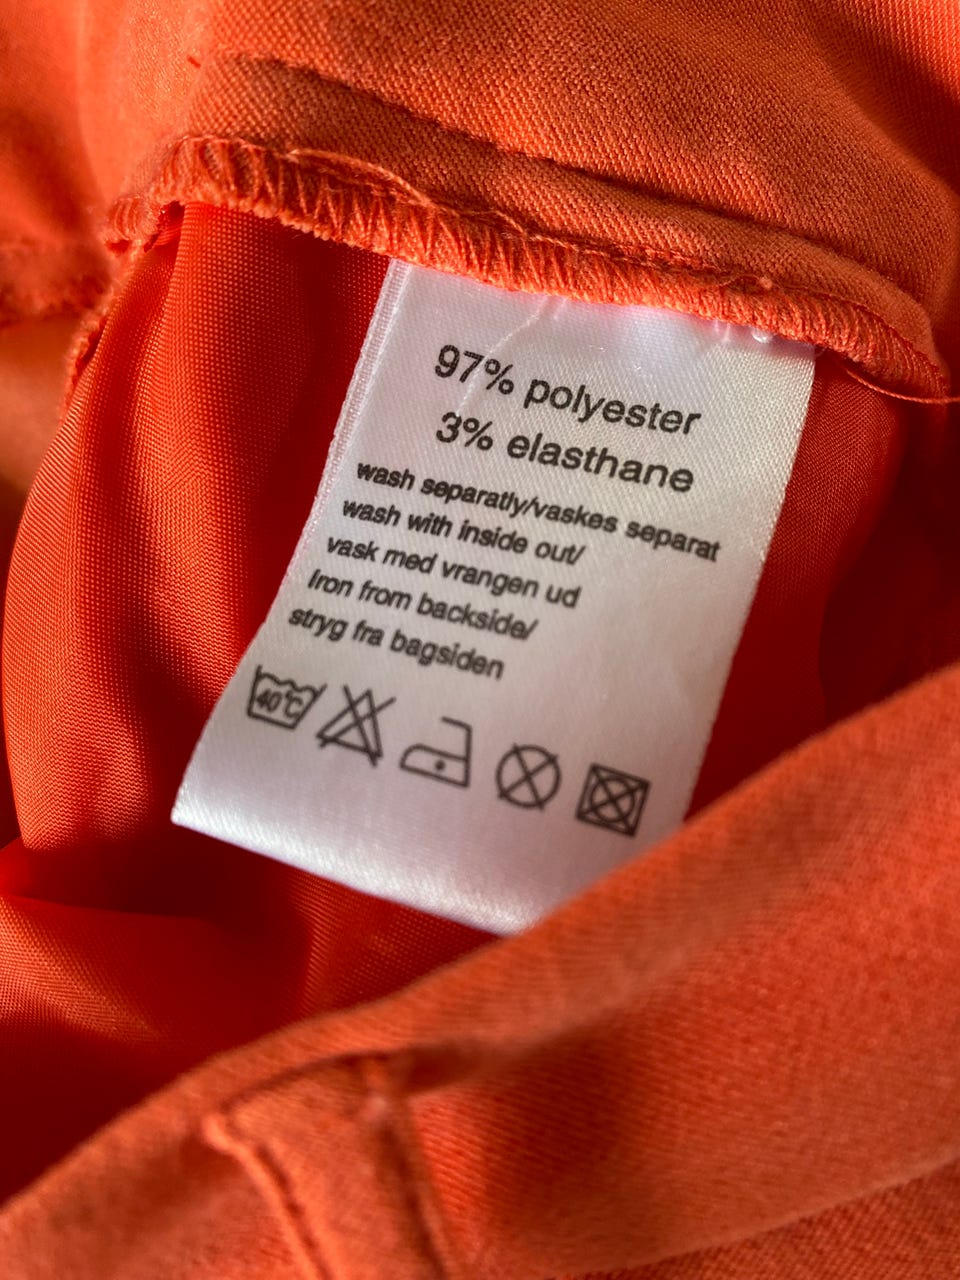 97% polyester
3% elasthane
wash separatly/vaskes separat
wash with inside out/
vask med vrangen ud
Iron from backside/
stryg fra bagsiden
40°C